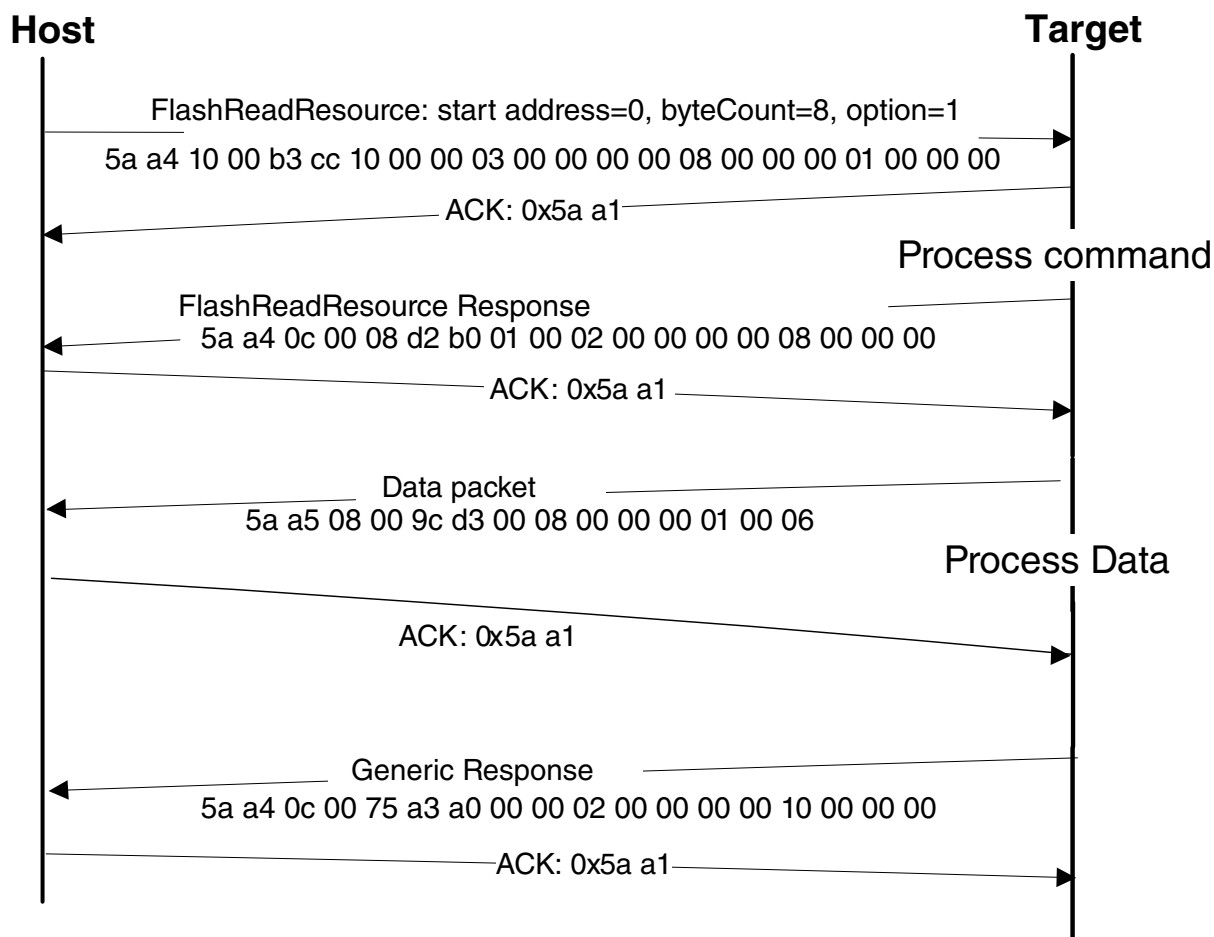 Host
Target
FlashReadResource: start address=0, byteCount=8, option=1
5a a4 10 00 b3 cc 10 00 00 03 00 00 00 00 08 00 00 00 01 00 00 00
ACK: 0x5a a1
Process command
FlashReadResource Response
5a a4 0c 00 08 d2 b0 01 00 02 00 00 00 00 08 00 00 00
ACK: 0x5a a1
Data packet
5a a5 08 00 9c d3 00 08 00 00 00 01 00 06
Process Data
ACK: 0x5a a1
Generic Response
5a a4 0c 00 75 a3 a0 00 00 02 00 00 00 00 10 00 00 00
ACK: 0x5a a1